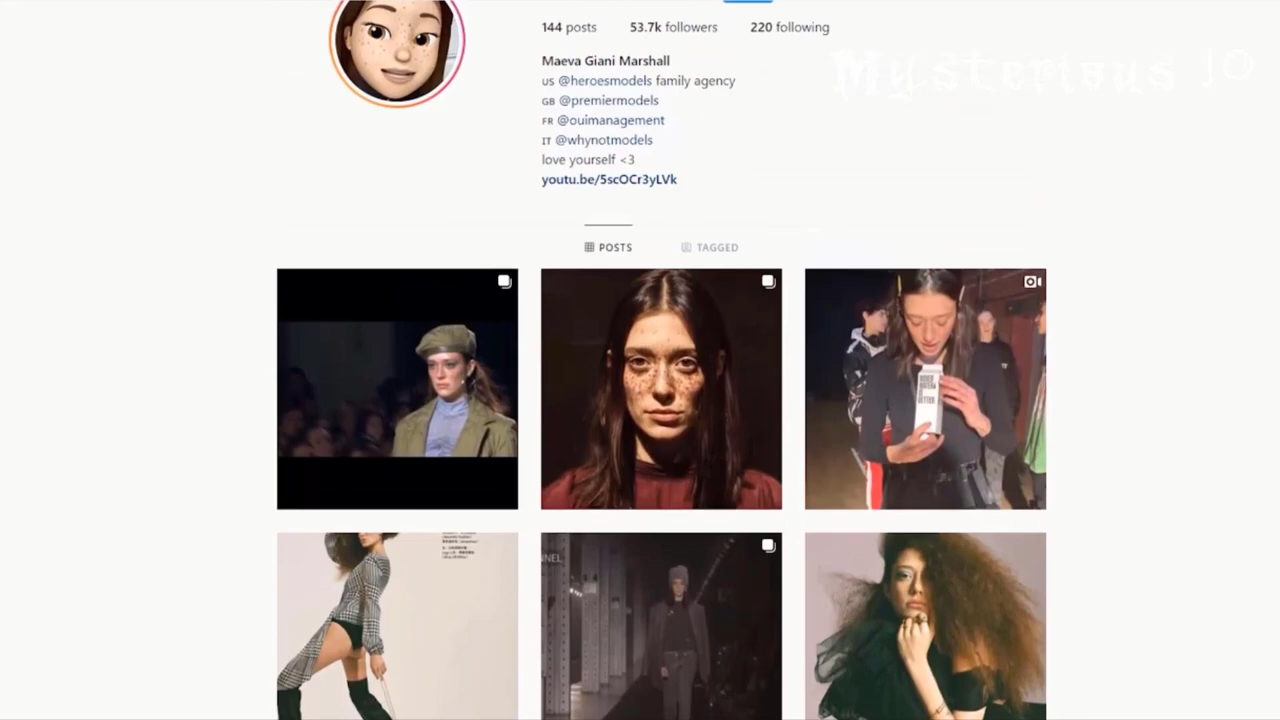 144 posts 53.7k followers 220 following
Mysterious J@
Maeva Giani Marshall
us @heroesmodels family agency
GB @premiermodels
FR @ouimanagement
IT @whynotmodels
love yourself <3
youtu.be/5scOCr3yLVk
POSTS TAGGED